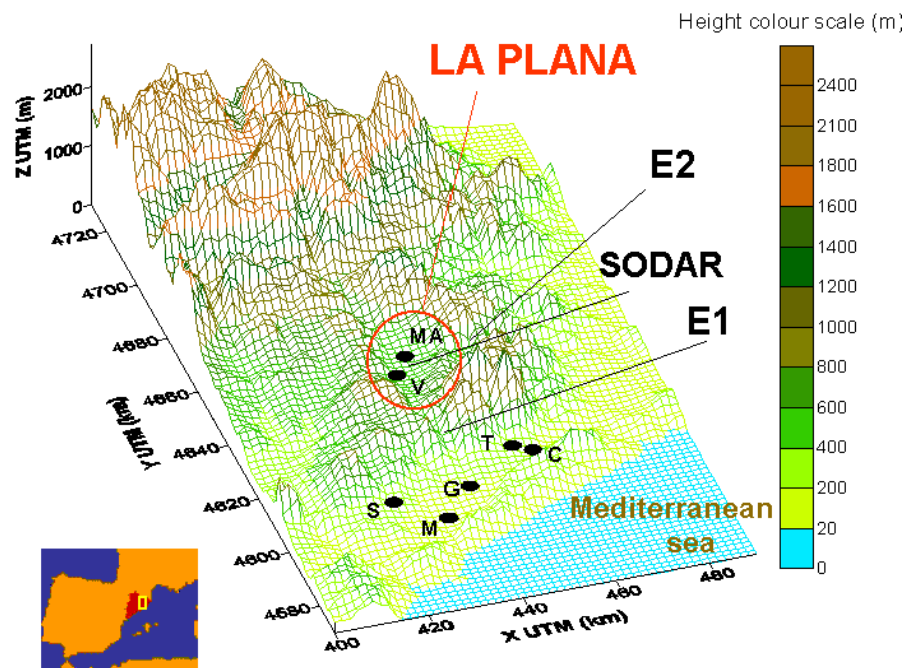 Height colour scale (m)
LA PLANA
E2
SODAR
E1
Z UTM (m)
2000
1000
0
4720
4700
4680
4660
4640
4620
4600
4580
Y UTM (km)
MA
V
T
C
G
S
M
Mediterranean
sea
400
420
440
460
480
X UTM (km)
2400
2100
1800
1600
1400
1200
1000
800
600
400
200
20
0